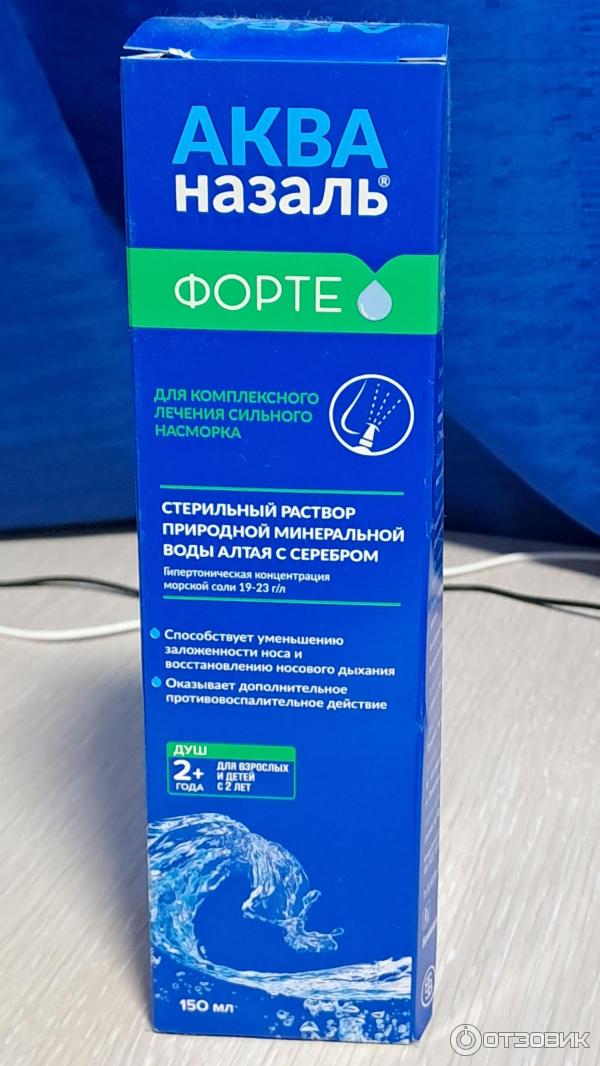 АКВА
АКВА
назаль®
ФОРТЕ
ДЛЯ КОМПЛЕКСНОГО
ЛЕЧЕНИЯ СИЛЬНОГО
НАСМОРКА
СТЕРИЛЬНЫЙ РАСТВОР
ПРИРОДНОЙ МИНЕРАЛЬНОЙ
ВОДЫ АЛТАЯ С СЕРЕБРОМ
Гипертоническая концентрация
морской соли 19-23 г/л
Способствует уменьшению
заложенности носа и
восстановлению носового дыхания
Оказывает дополнительное
противовоспалительное действие
ДУШ
2+
ГОДА
ДЛЯ ВЗРОСЛЫХ
И ДЕТЕЙ
С 2 ЛЕТ
150 мл
ОТЗОВИК